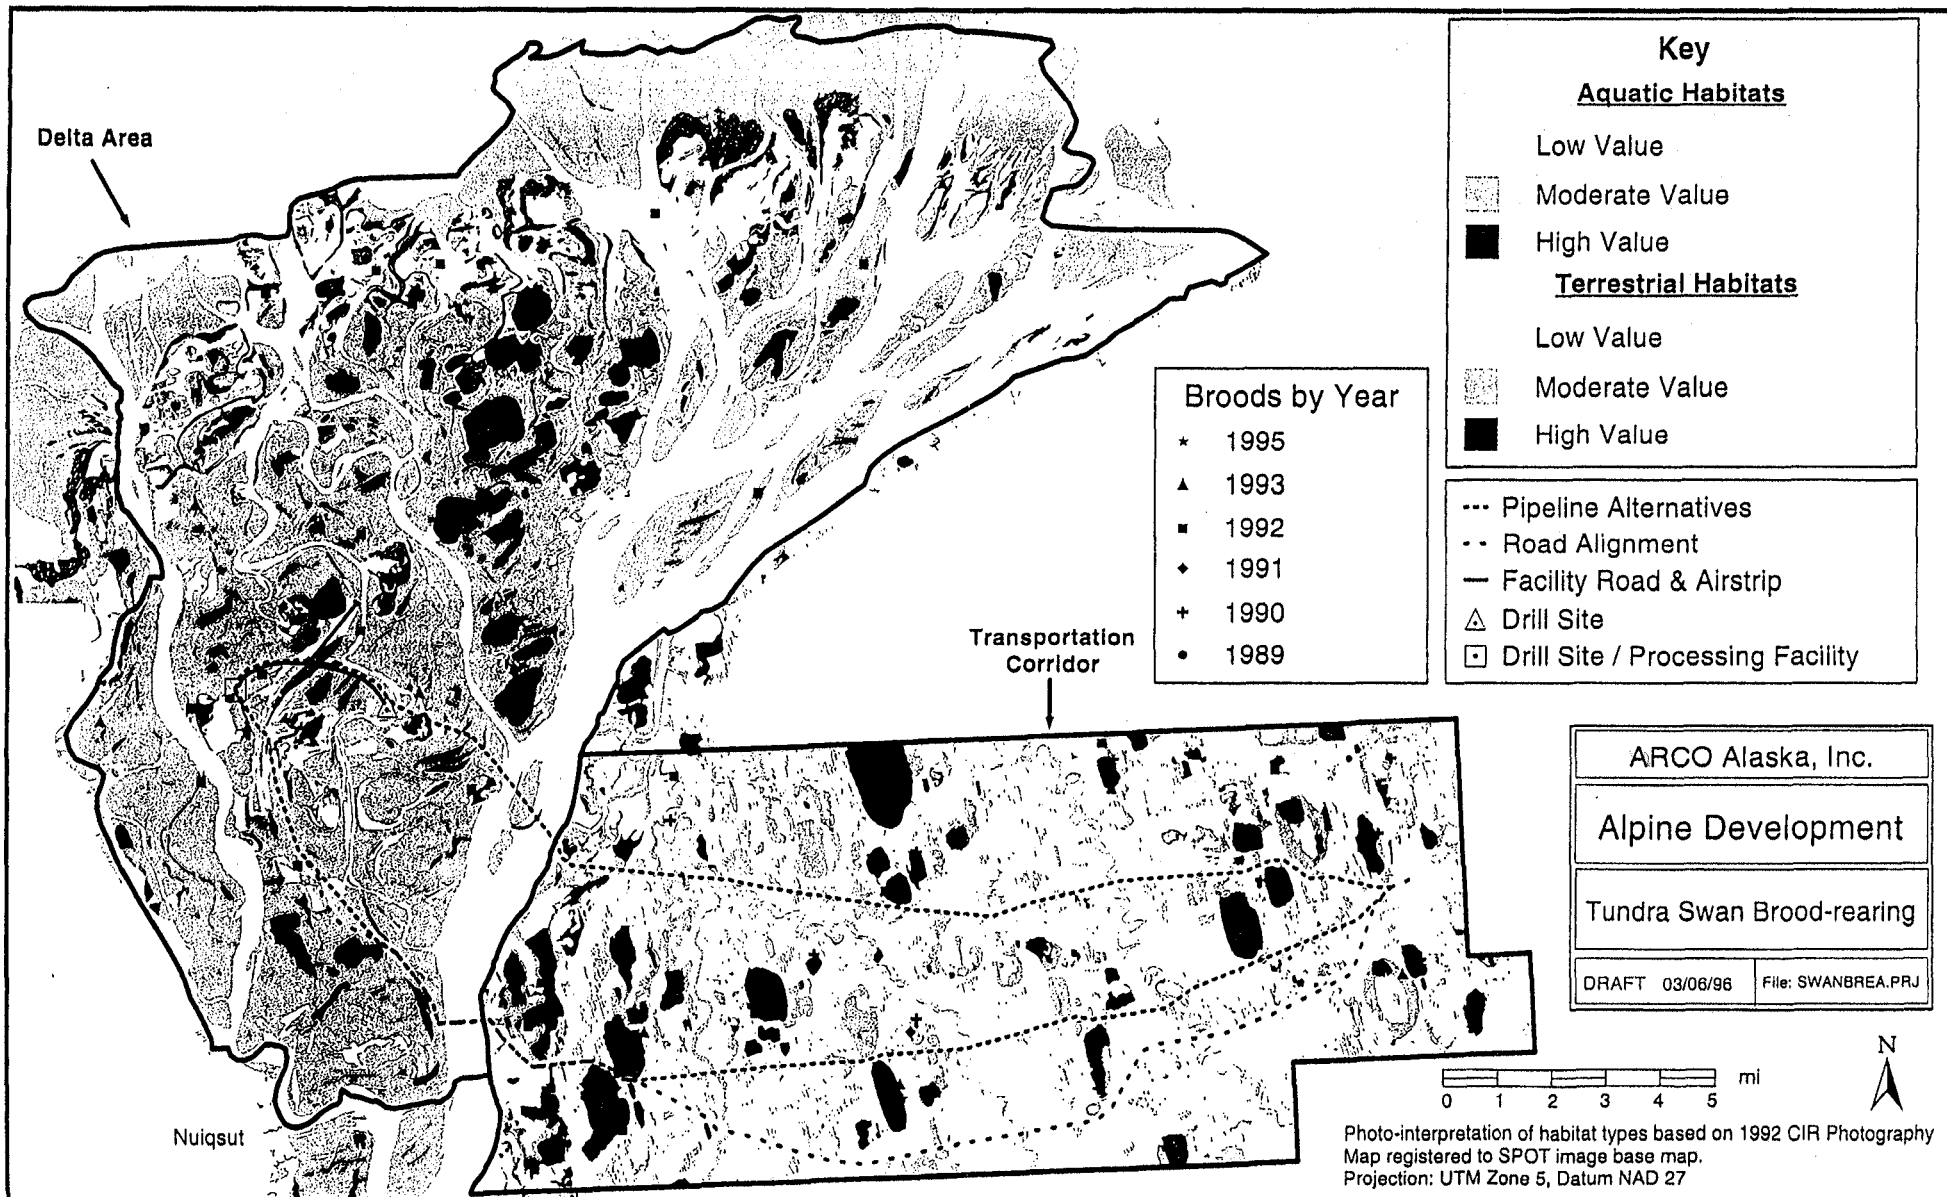 Delta Area
Key
Aquatic Habitats
Low Value
Moderate Value
High Value
Terrestrial Habitats
Low Value
Moderate Value
High Value
Broods by Year
1995
1993
1992
1991
1990
1989
Pipeline Alternatives
Road Alignment
Facility Road & Airstrip
Drill Site
Drill Site / Processing Facility
Transportation
Corridor
ARCO Alaska, Inc.
Alpine Development
Tundra Swan Brood-rearing
DRAFT 03/06/96 File: SWANBREA.PRJ
N
mi
0 1 2 3 4 5
Nuiqsut
Photo-interpretation of habitat types based on 1992 CIR Photography
Map registered to SPOT image base map.
Projection: UTM Zone 5, Datum NAD 27